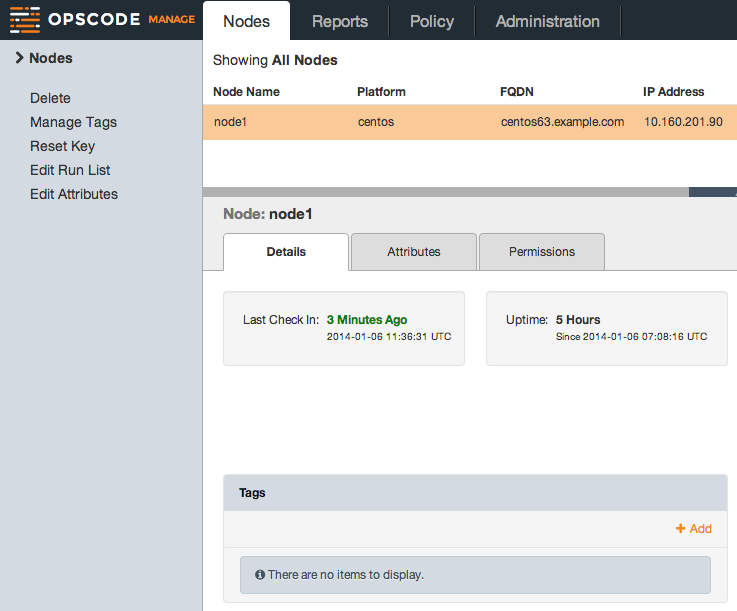 OPSCODE MANAGE
Nodes Reports Policy Administration
Nodes
Delete
Manage Tags
Reset Key
Edit Run List
Edit Attributes
Showing All Nodes
Node Name Platform FQDN IP Address
node1 centos centos63.example.com 10.160.201.90
Node: node1
Details Attributes Permissions
Last Check In: 3 Minutes Ago
2014-01-06 11:36:31 UTC
Uptime: 5 Hours
Since 2014-01-06 07:08:16 UTC
Tags
+ Add
There are no items to display.